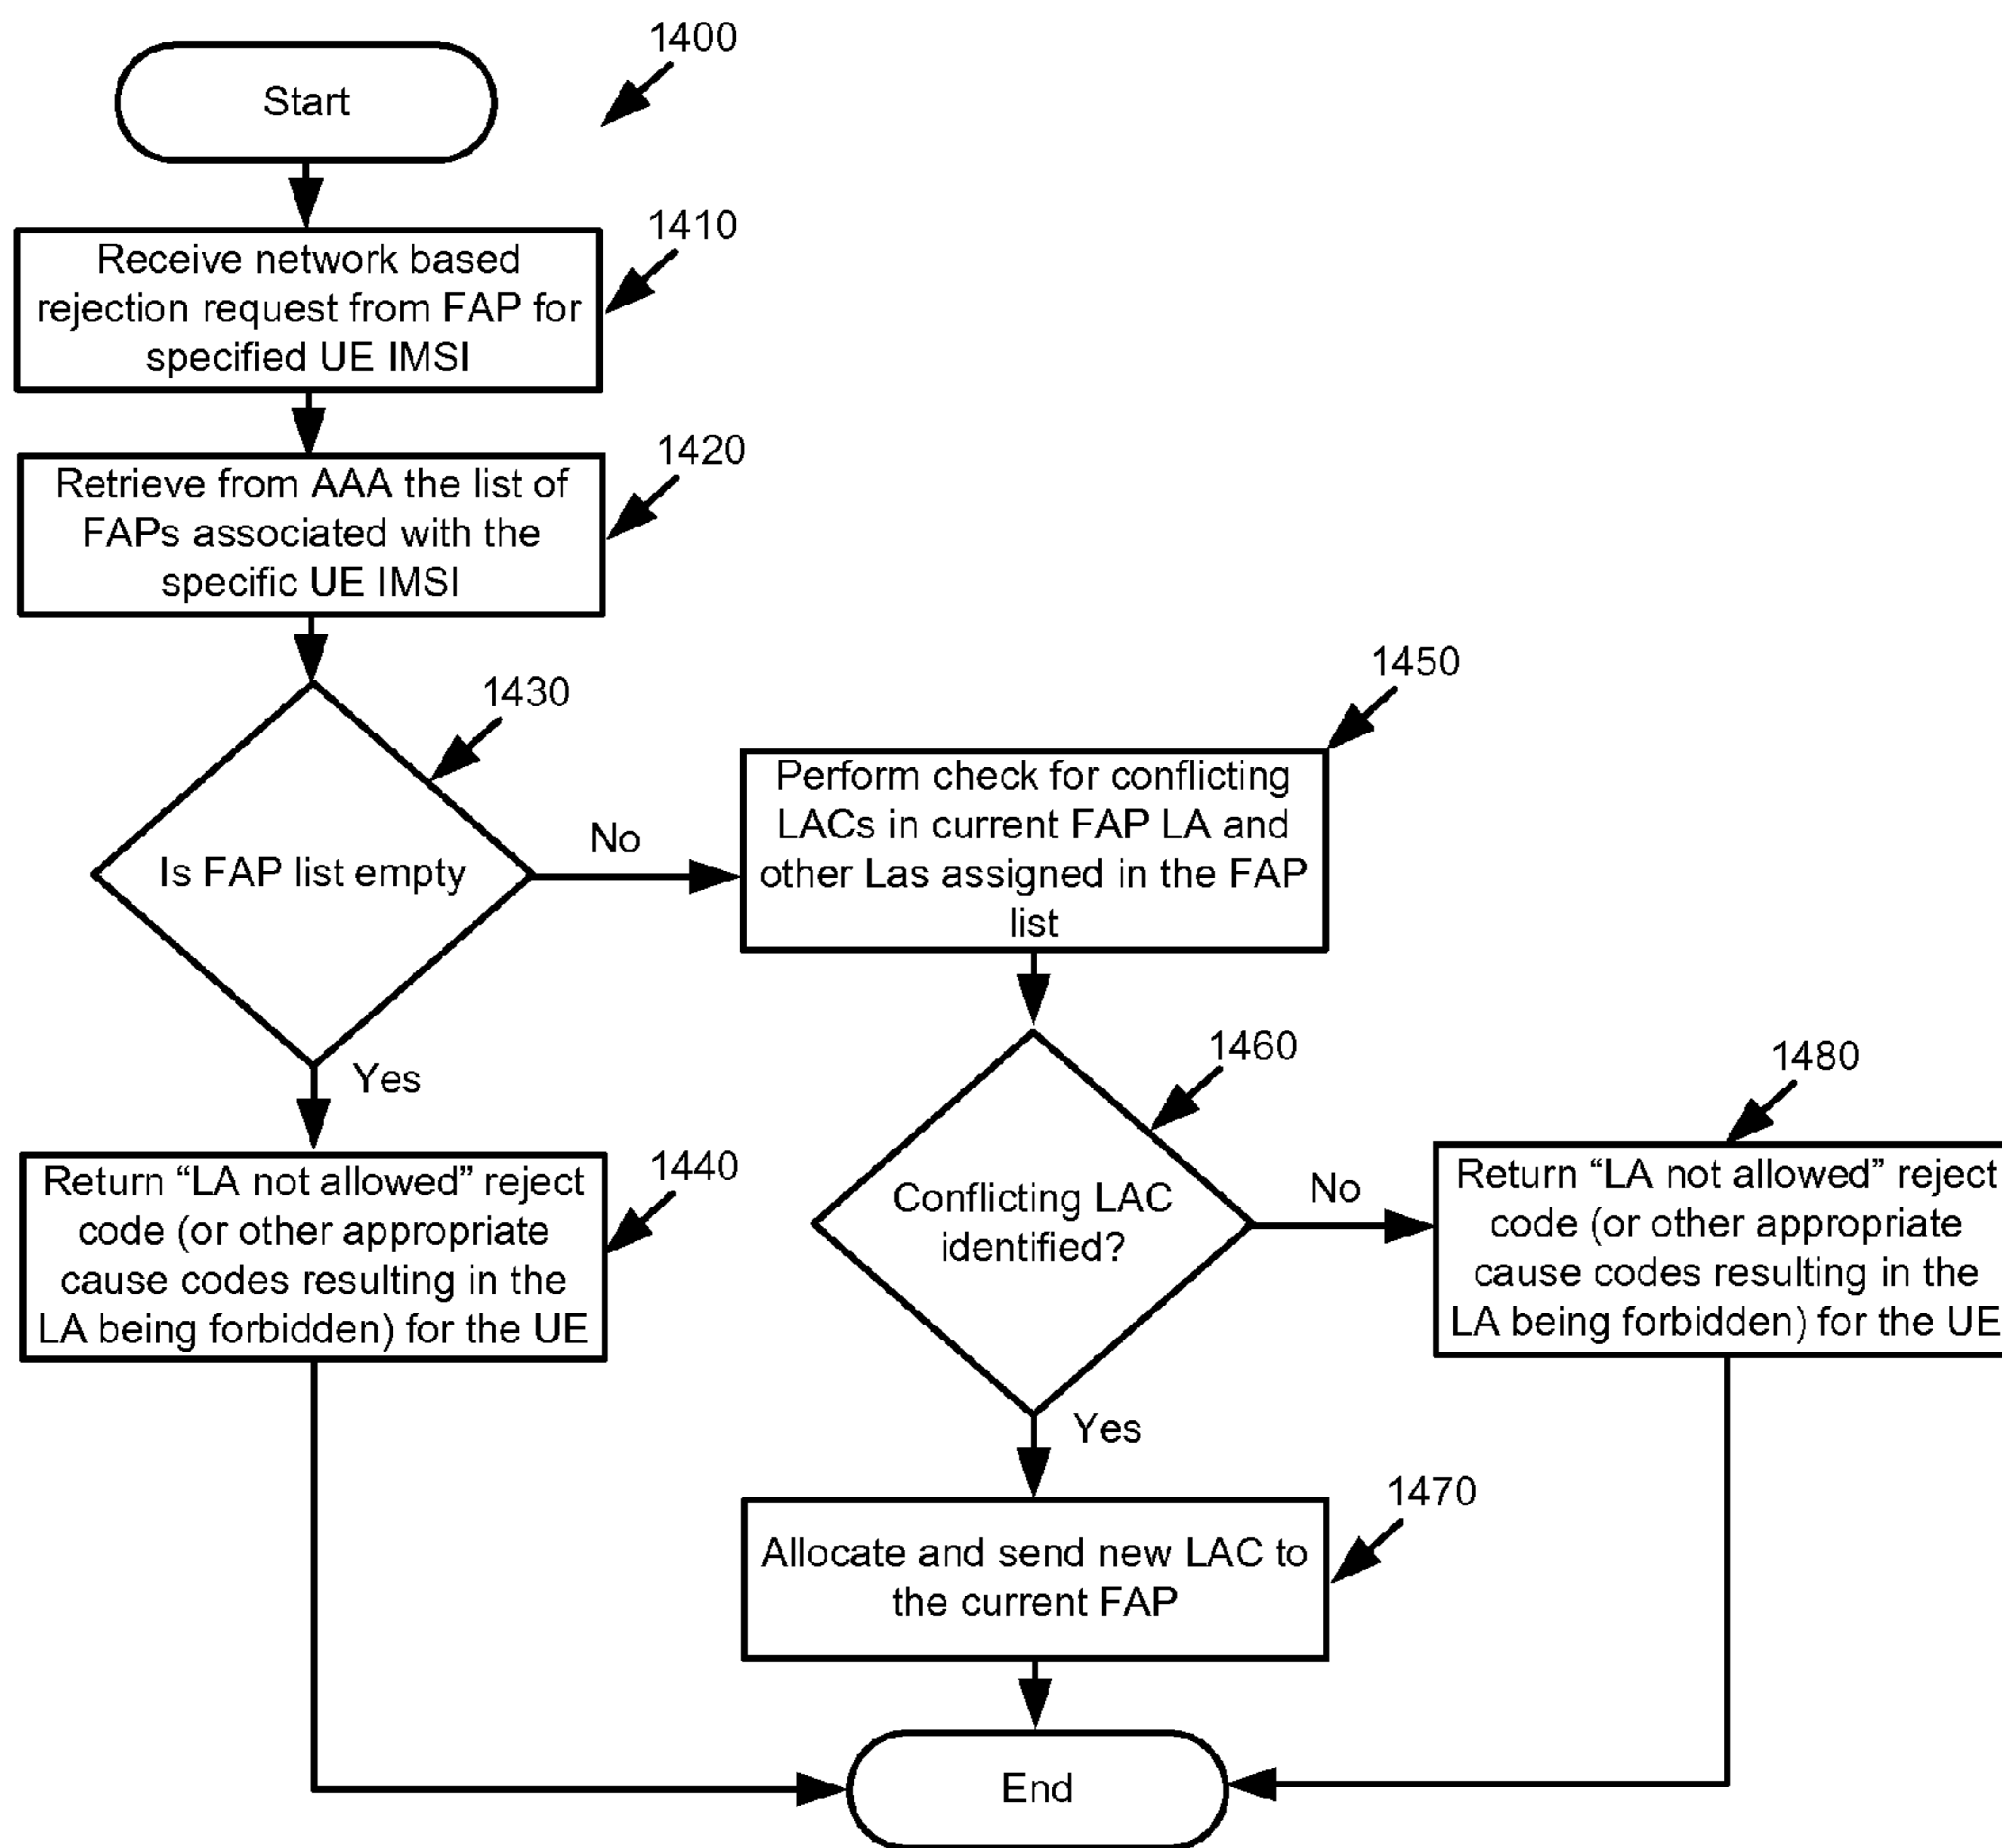 1400
Start
1410
Receive network based
rejection request from FAP for
specified UE IMSI
1420
Retrieve from AAA the list of
FAPs associated with the
specific UE IMSI
1430
Is FAP list empty
No
Yes
1450
Perform check for conflicting
LACs in current FAP LA and
other Las assigned in the FAP
list
1440
Return “LA not allowed” reject
code (or other appropriate
cause codes resulting in the
LA being forbidden) for the UE
1460
Conflicting LAC
identified?
No
Yes
1480
Return “LA not allowed” reject
code (or other appropriate
cause codes resulting in the
LA being forbidden) for the UE
1470
Allocate and send new LAC to
the current FAP
End